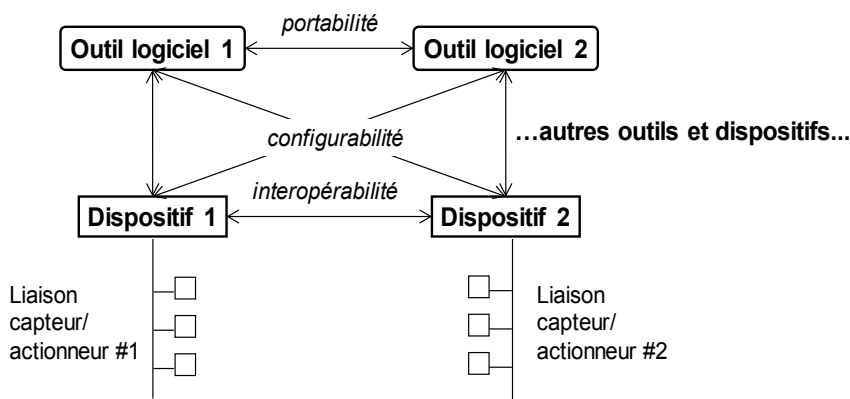 portabilité
Outil logiciel 1
Outil logiciel 2
configurabilité
…autres outils et dispositifs...
interopérabilité
Dispositif 1
Dispositif 2
Liaison
capteur/
actionneur #1
Liaison
capteur/
actionneur #2